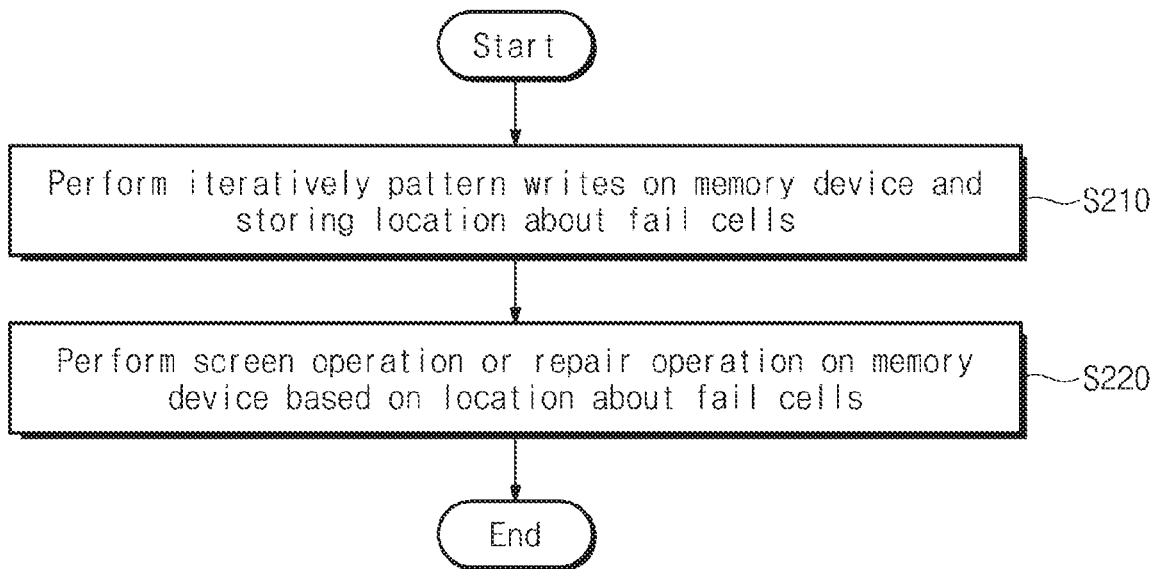 Start
Perform iteratively pattern writes on memory device and
storing location about fail cells
S210
Perform screen operation or repair operation on memory
device based on location about fail cells
S220
End